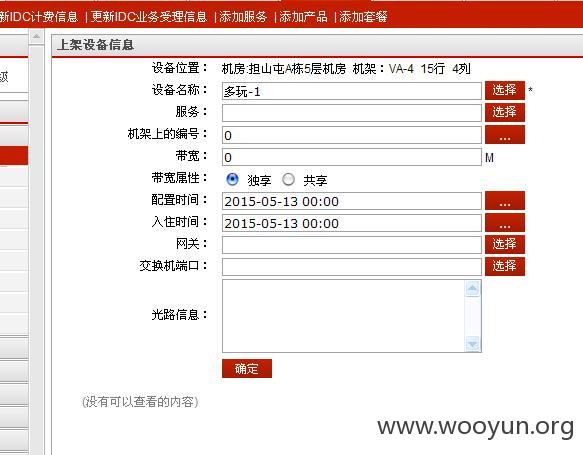 新IDC计费信息 | 更新IDC业务受理信息 | 添加服务 | 添加产品 | 添加套餐
上架设备信息
设备位置： 机房:担山屯A栋5层机房 机架：VA-4 15行 4列
设备名称： 多玩-1 选择 *
服务： 选择
机架上的编号： 0 ...
带宽： 0 M
带宽属性： 独享 共享
配置时间： 2015-05-13 00:00 ...
入住时间： 2015-05-13 00:00 ...
网关： 选择
交换机端口： 选择
光路信息：
确定
(没有可以查看的内容)
www.wooyun.org